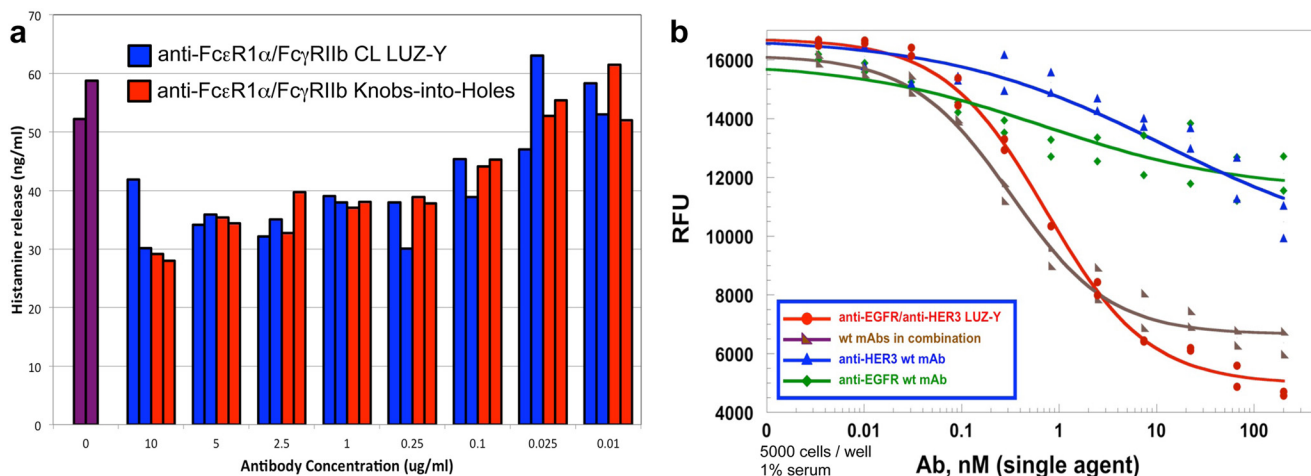 a
70
60
50
40
30
20
10
0
Histamine release (ng/ml)
anti-FcεR1α/FcγRIIb CL LUZ-Y
anti-FcεR1α/FcγRIIb Knobs-into-Holes
0 10 5 2.5 1 0.25 0.1 0.025 0.01
Antibody Concentration (ug/ml)
b
16000
14000
12000
10000
8000
6000
4000
RFU
anti-EGFR/anti-HER3 LUZ-Y
wt mAbs in combination
anti-HER3 wt mAb
anti-EGFR wt mAb
0 0.01 0.1 1 10 100
5000 cells / well
1% serum
Ab, nM (single agent)